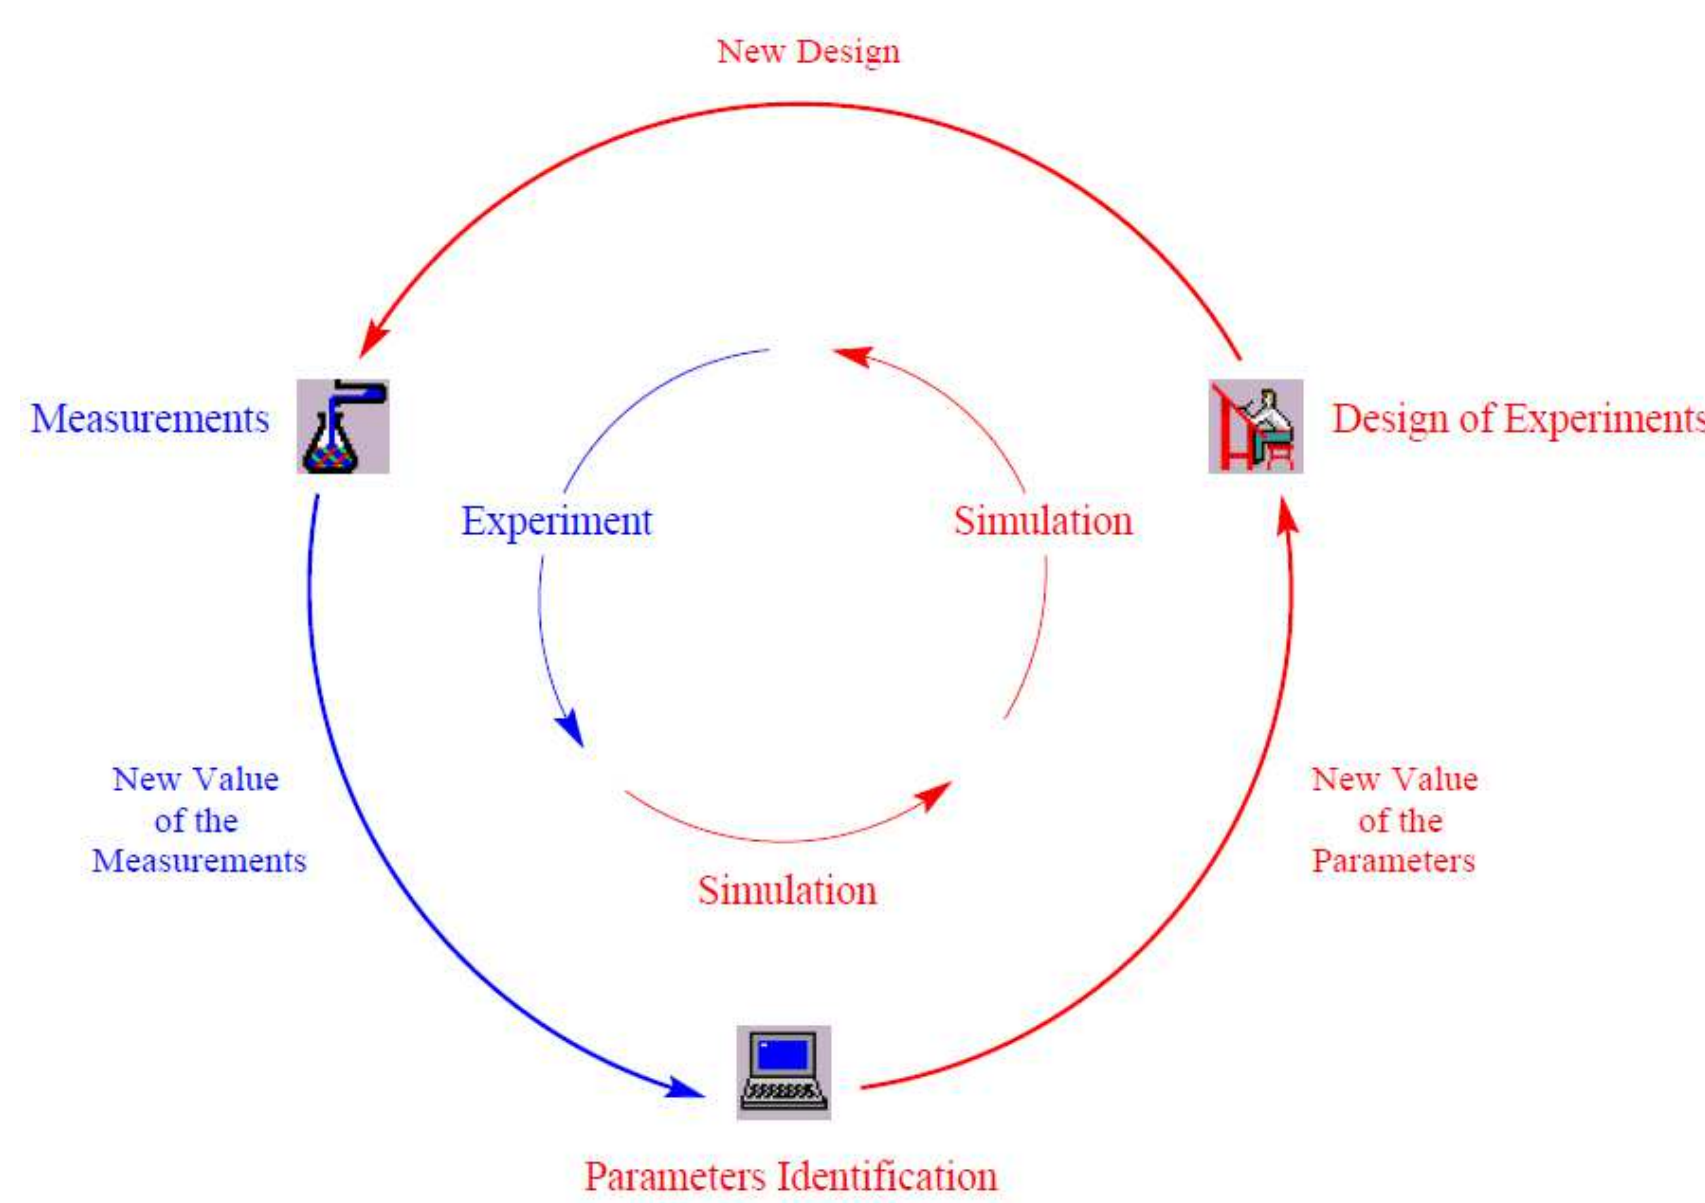 New Design
Measurements
Design of Experiments
Experiment
Simulation
New Value
of the
Measurements
New Value
of the
Parameters
Simulation
Parameters Identification